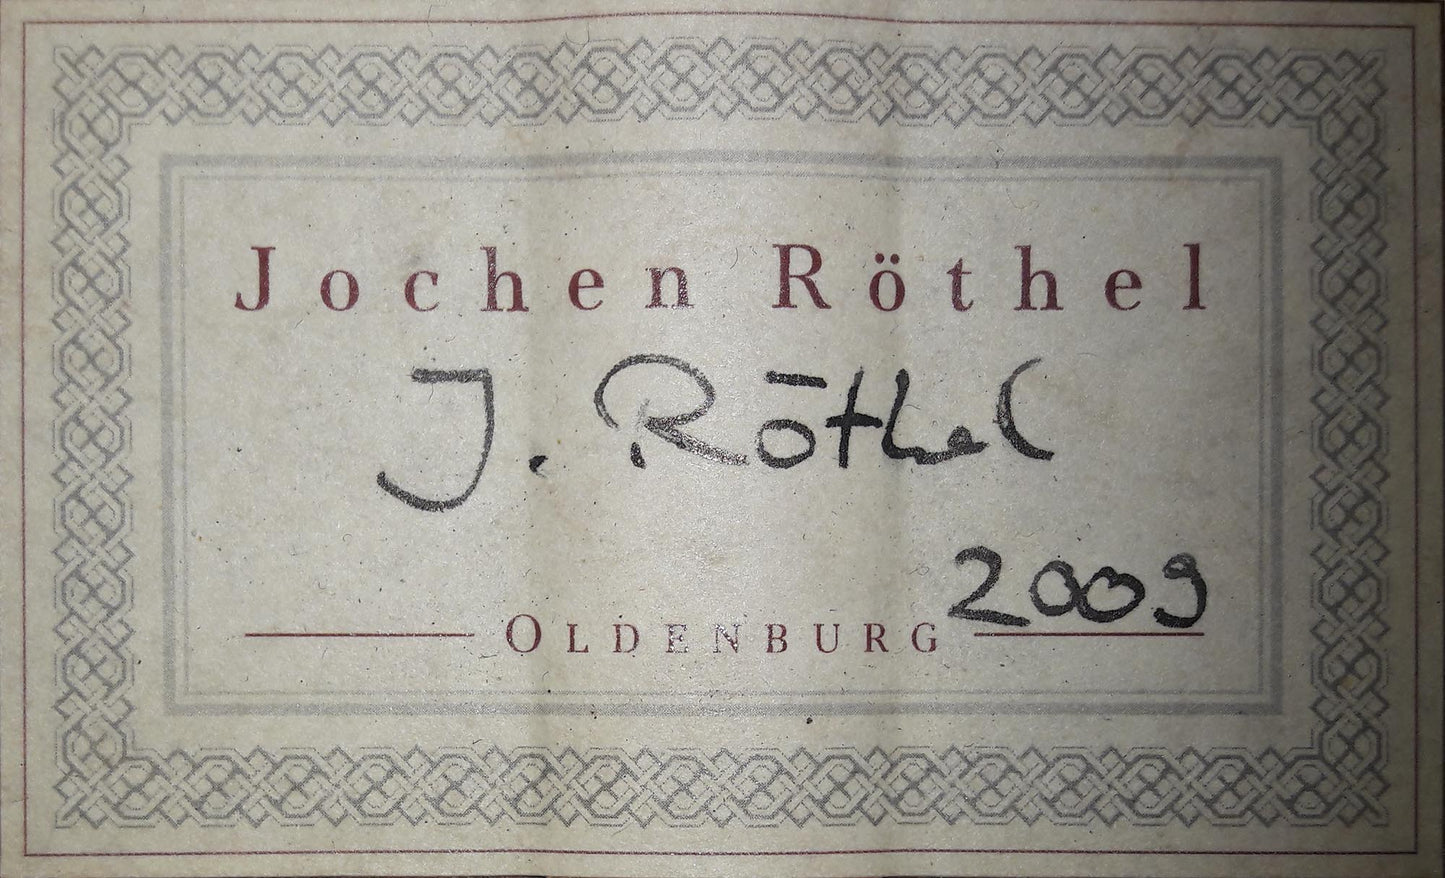 Jochen Röthel
J. Röthel
2009
OLDENBURG